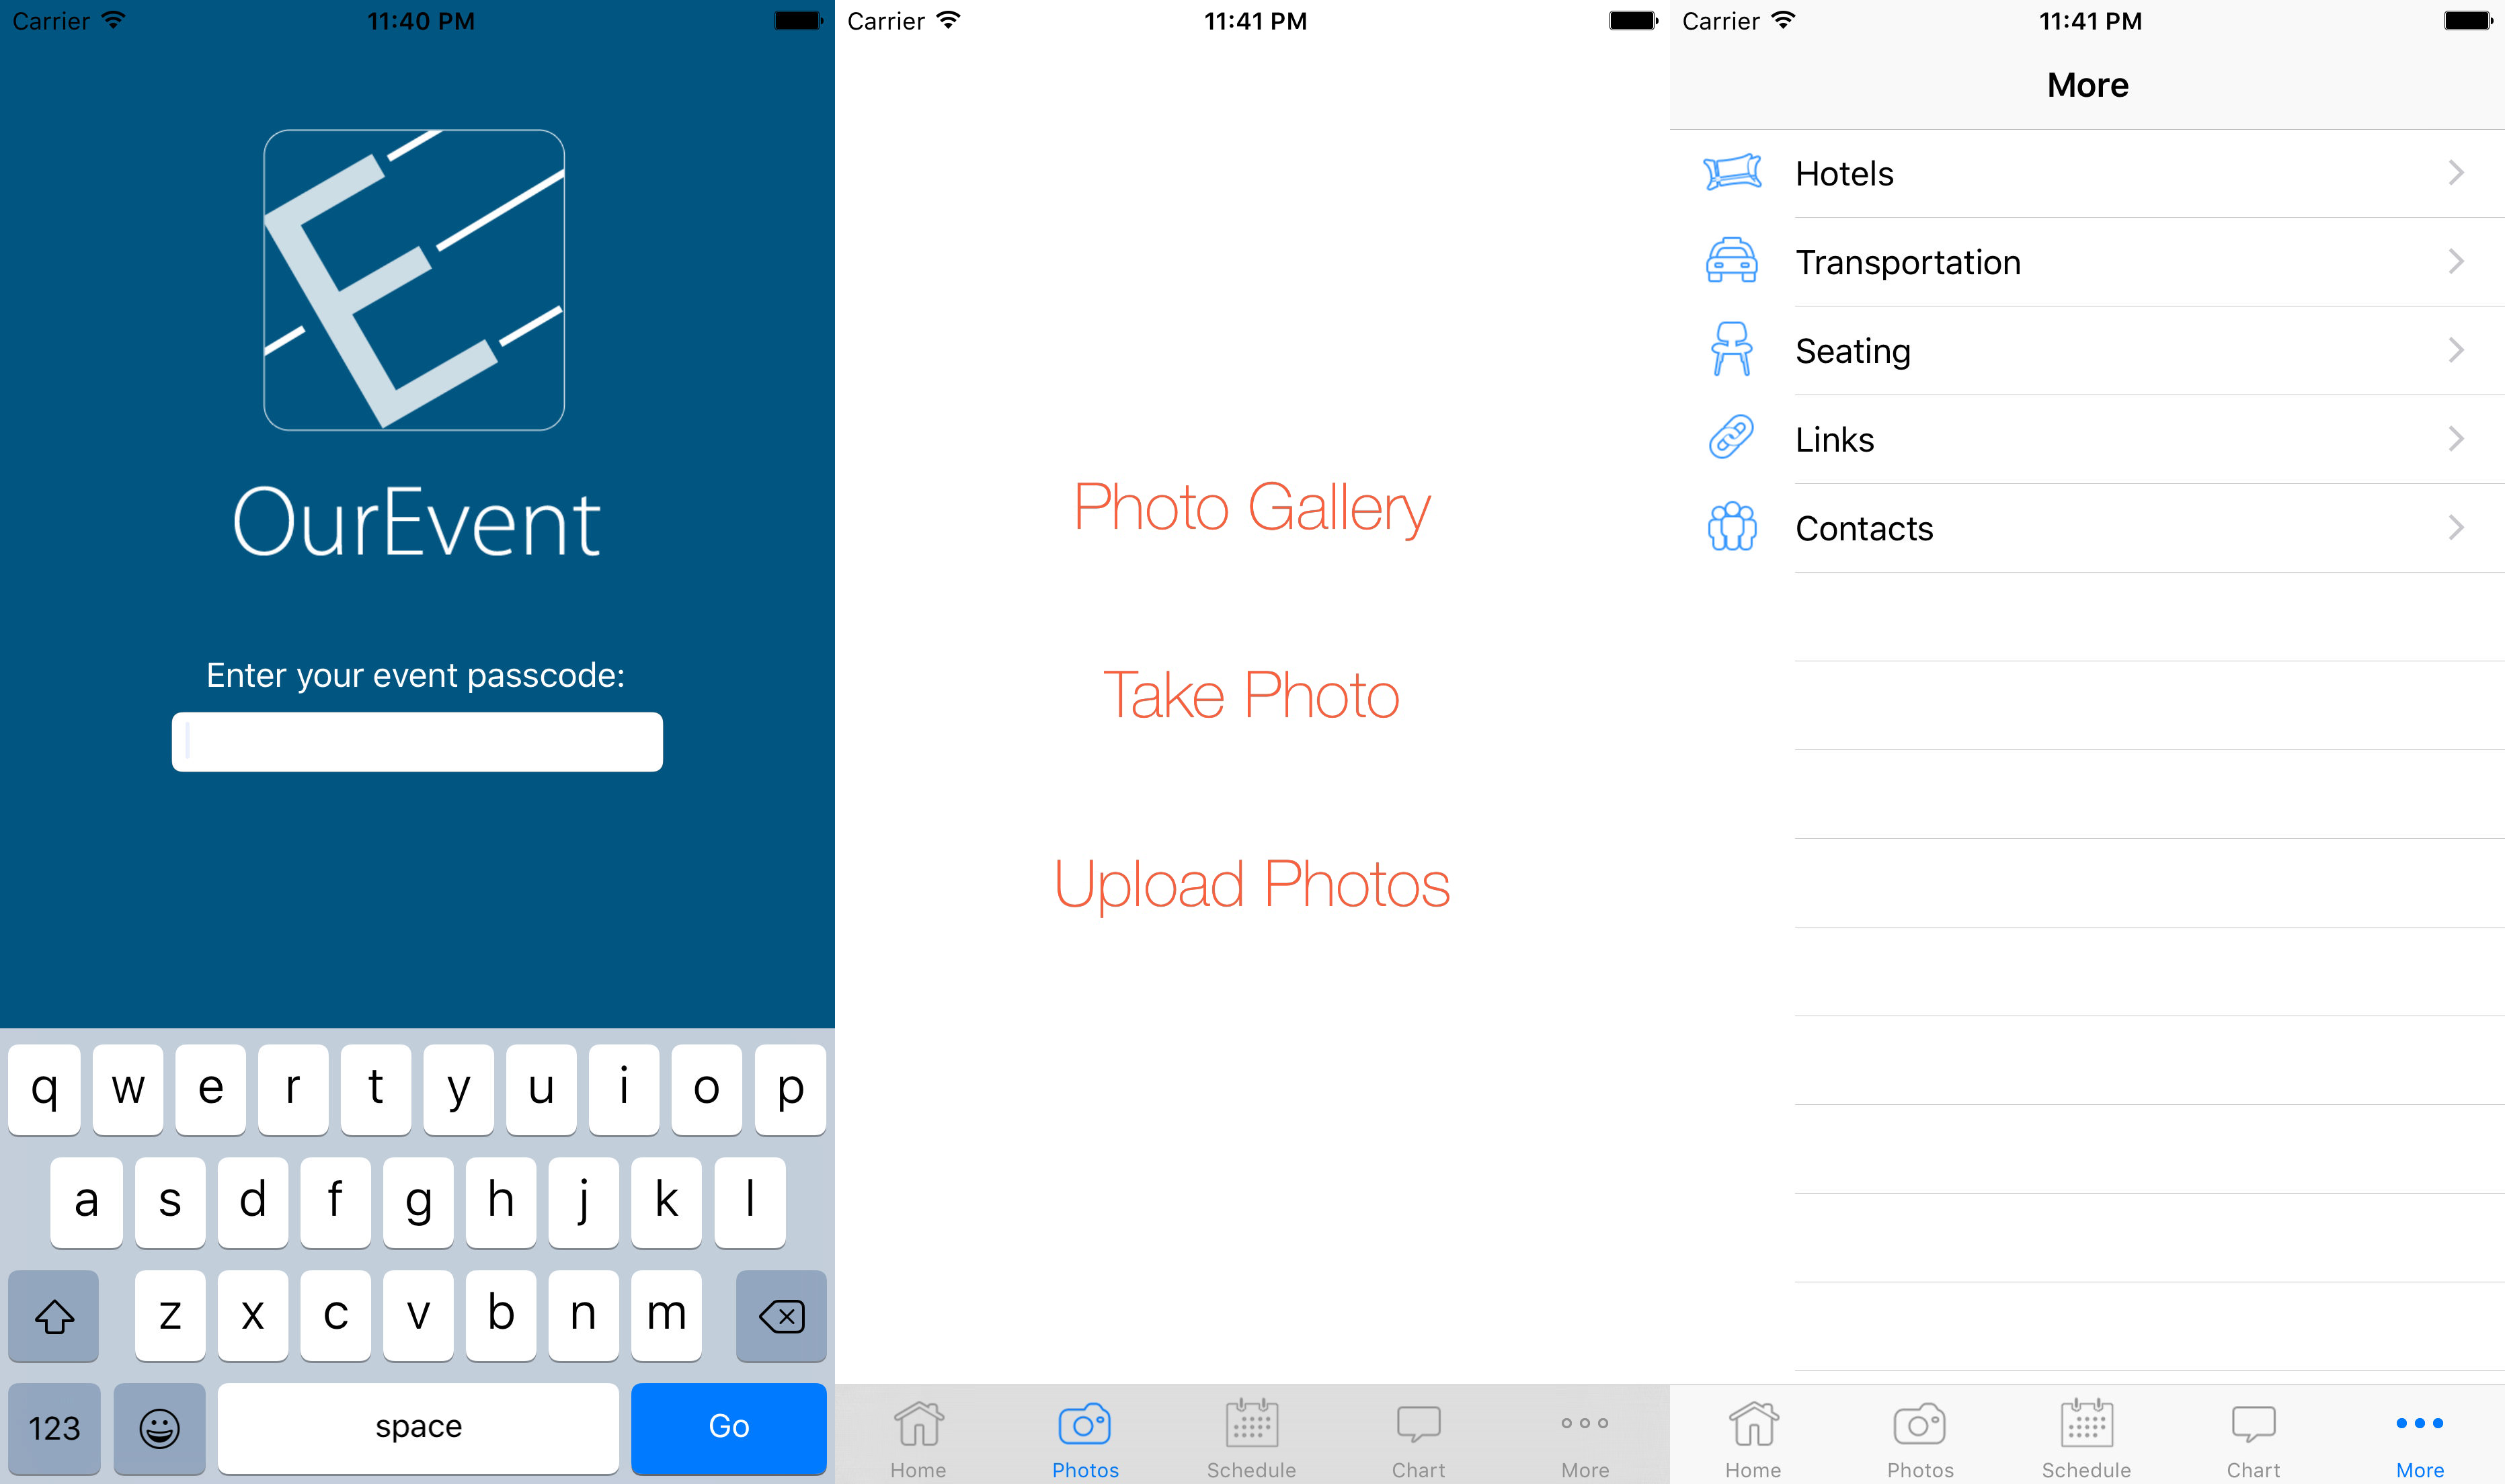 Carrier 11:40 PM
OurEvent
Enter your event passcode:
q w e r t y u i o p
a s d f g h j k l
z x c v b n m
123 space Go
Carrier 11:41 PM
Photo Gallery
Take Photo
Upload Photos
Home Photos Schedule Chart More
Carrier 11:41 PM
More
Hotels
Transportation
Seating
Links
Contacts
Home Photos Schedule Chart More